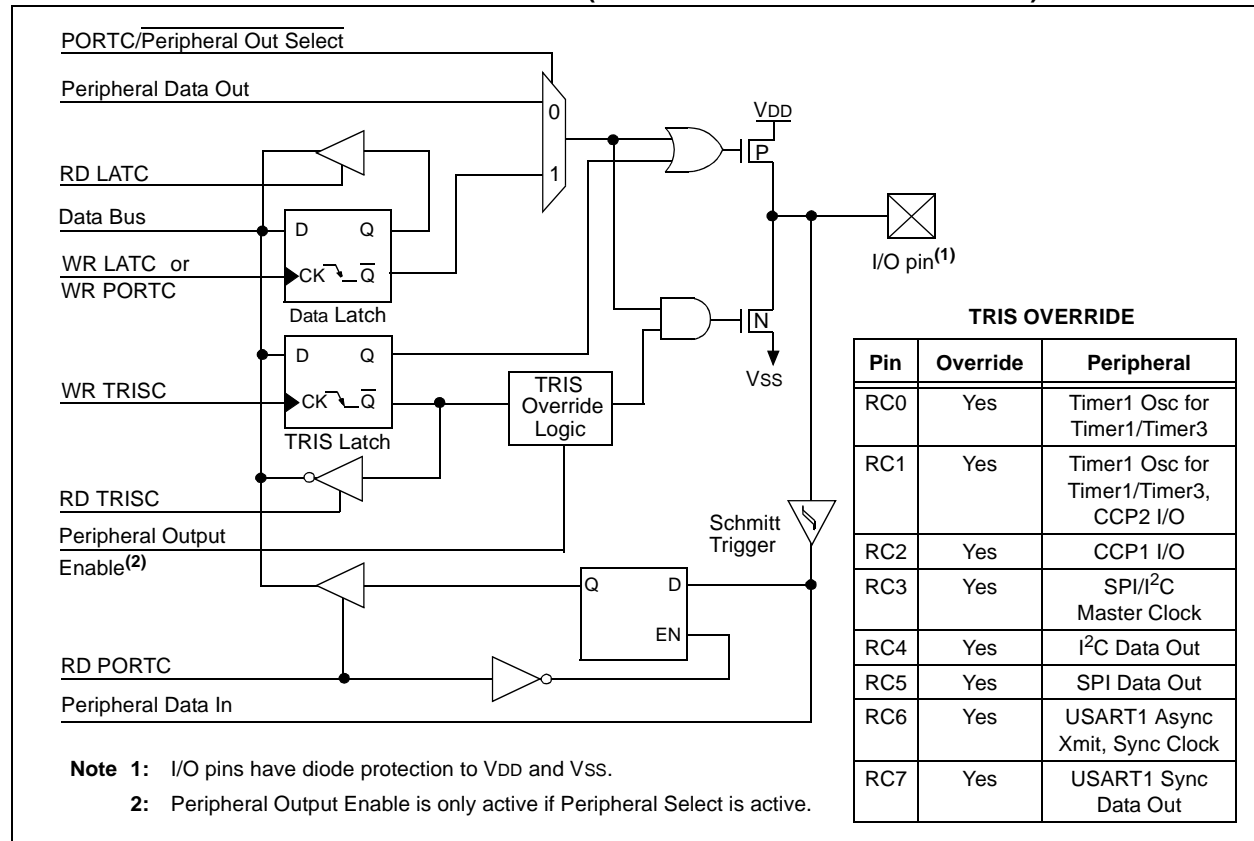 PORTC/Peripheral Out Select
Peripheral Data Out
0
1
VDD
P
RD LATC
Data Bus
WR LATC or
WR PORTC
D
Q
CK
Q
Data Latch
I/O pin(1)
N
VSS
WR TRISC
D
Q
CK
Q
TRIS Latch
TRIS
Override
Logic
RD TRISC
Peripheral Output
Enable(2)
Schmitt
Trigger
Q
D
EN
RD PORTC
Peripheral Data In
TRIS OVERRIDE
Pin Override Peripheral
RC0 Yes Timer1 Osc for
Timer1/Timer3
RC1 Yes Timer1 Osc for
Timer1/Timer3,
CCP2 I/O
RC2 Yes CCP1 I/O
RC3 Yes SPI/I2C
Master Clock
RC4 Yes I2C Data Out
RC5 Yes SPI Data Out
RC6 Yes USART1 Async
Xmit, Sync Clock
RC7 Yes USART1 Sync
Data Out
Note 1: I/O pins have diode protection to VDD and VSS.
2: Peripheral Output Enable is only active if Peripheral Select is active.